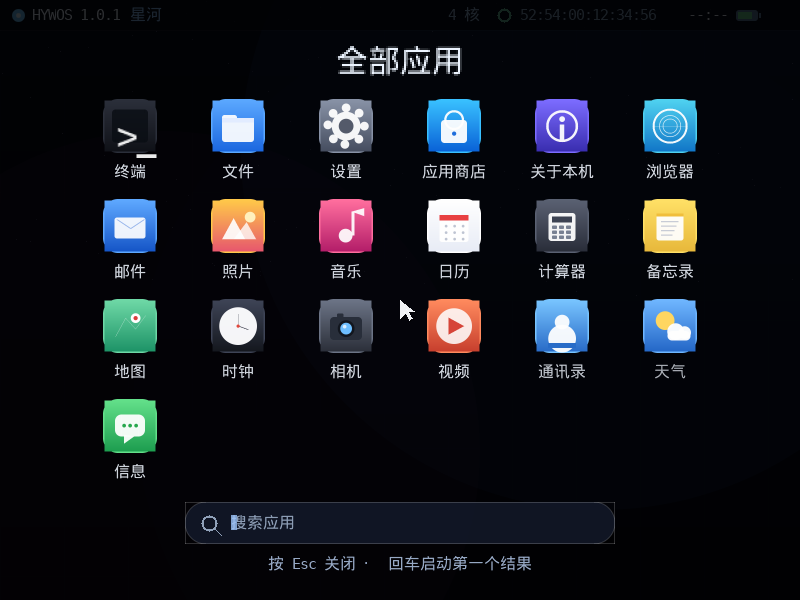 HYWOS 1.0.1 星河 4 核 52:54:00:12:34:56 --:--
全部应用
>_
终端 文件 设置 应用商店 关于本机 浏览器
邮件 照片 音乐 日历 计算器 备忘录
地图 时钟 相机 视频 通讯录 天气
信息
搜索应用
按 Esc 关闭 · 回车启动第一个结果